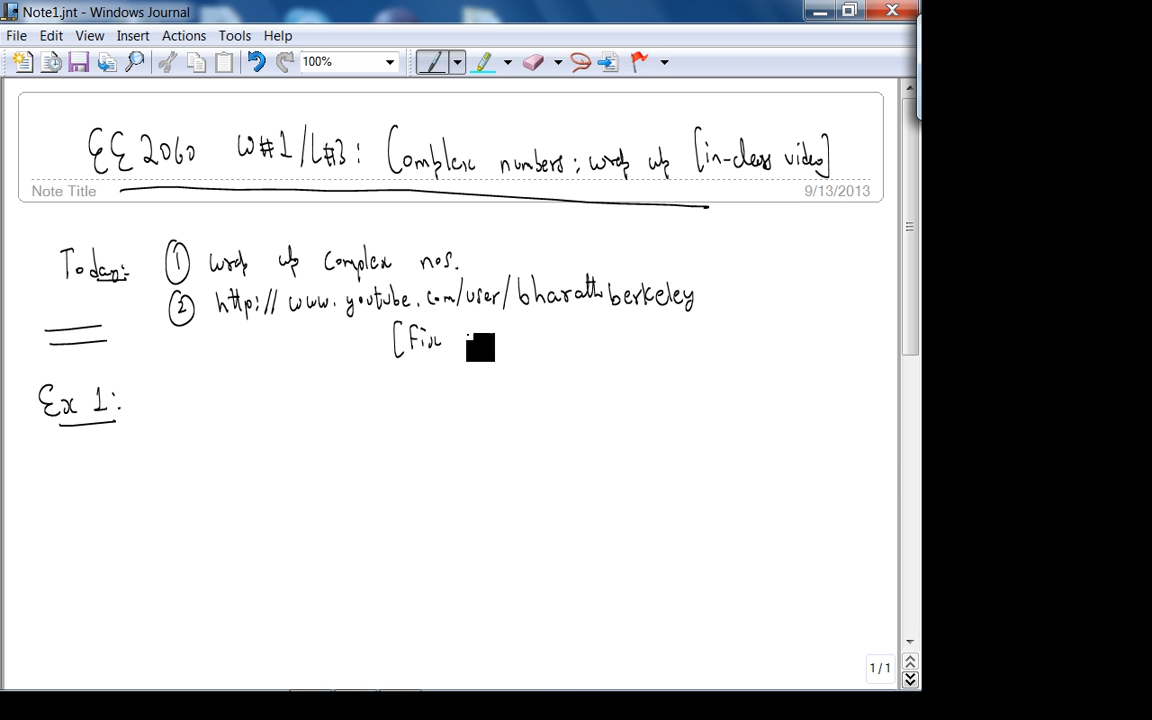 Note1.jnt - Windows Journal
File Edit View Insert Actions Tools Help
100%
EE 2060 W#1/L#3: Complex numbers; wrap up [in-class video]
Note Title 9/13/2013
Today: ① wrap up complex nos.
② http://www.youtube.com/user/bharathberkeley
[Fix
Ex 1:
1 / 1